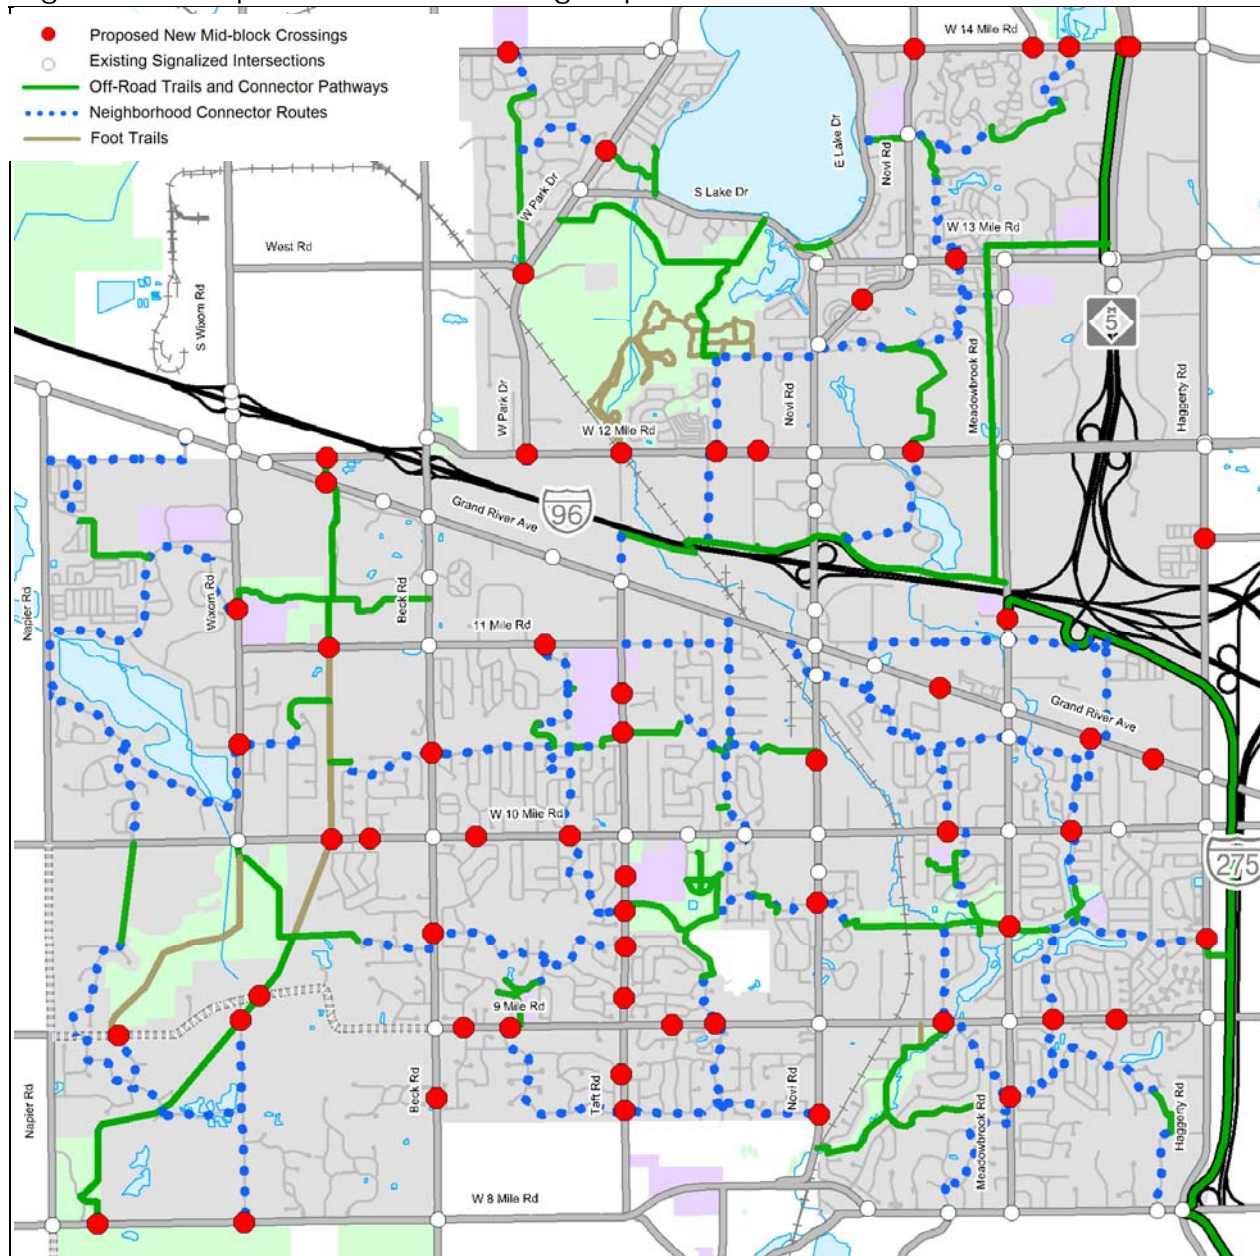 Proposed New Mid-block Crossings
Existing Signalized Intersections
Off-Road Trails and Connector Pathways
Neighborhood Connector Routes
Foot Trails
W 14 Mile Rd
E Lake Dr
Novi Rd
S Lake Dr
W Park Dr
W 13 Mile Rd
West Rd
S Wixom Rd
5
Meadowbrook Rd
Haggerty Rd
W Park Dr
Novi Rd
W 12 Mile Rd
Grand River Ave
96
Napier Rd
Wixom Rd
Beck Rd
11 Mile Rd
Grand River Ave
W 10 Mile Rd
275
9 Mile Rd
Napier Rd
Beck Rd
Taft Rd
Novi Rd
Meadowbrook Rd
Haggerty Rd
W 8 Mile Rd